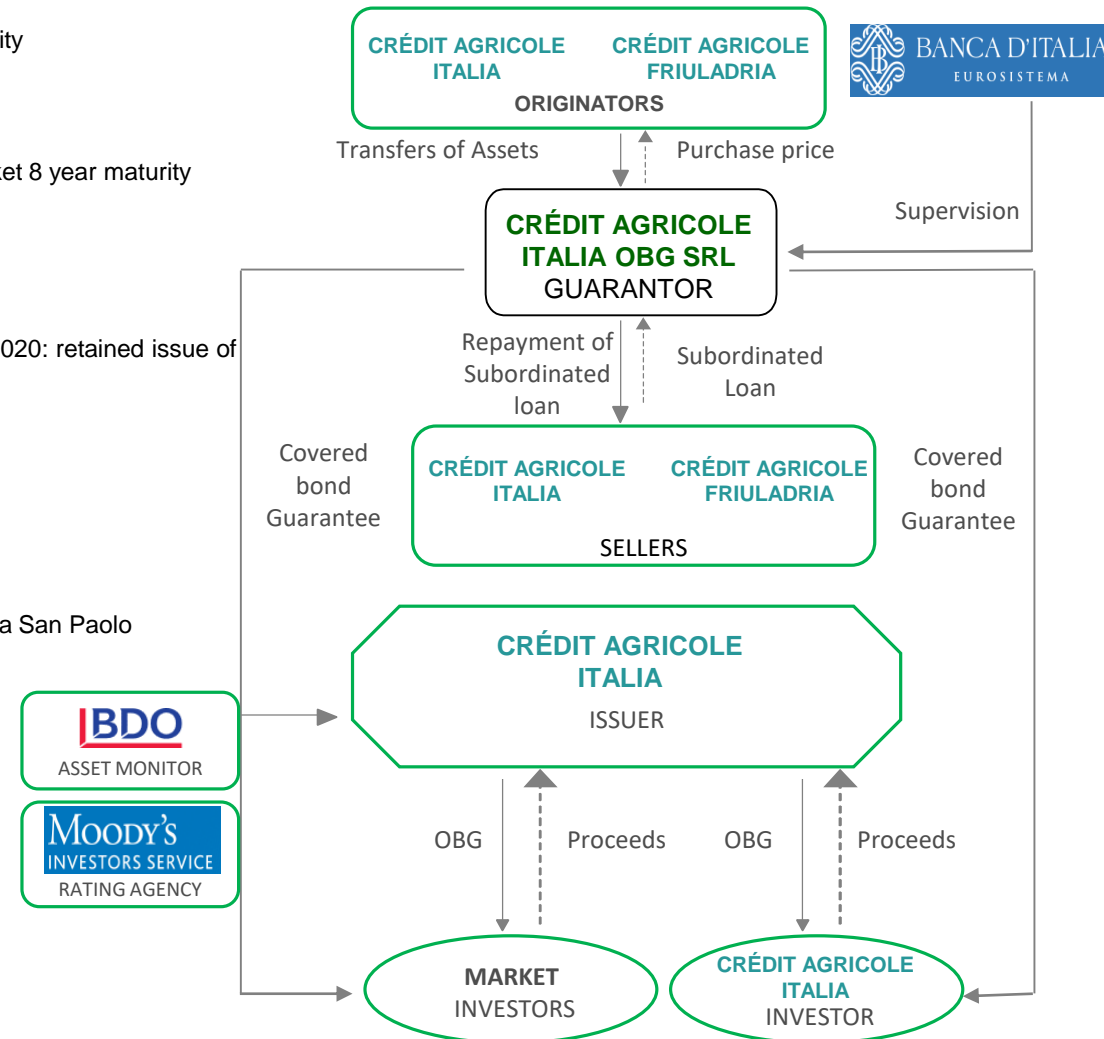 ity
ket 8 year maturity
020: retained issue of
a San Paolo
CRÉDIT AGRICOLE
ITALIA
CRÉDIT AGRICOLE
FRIULADRIA
ORIGINATORS
BANCA D'ITALIA
EUROSISTEMA
Transfers of Assets
Purchase price
Supervision
CRÉDIT AGRICOLE
ITALIA OBG SRL
GUARANTOR
Repayment of
Subordinated
loan
Subordinated
Loan
Covered
bond
Guarantee
CRÉDIT AGRICOLE
ITALIA
CRÉDIT AGRICOLE
FRIULADRIA
SELLERS
Covered
bond
Guarantee
CRÉDIT AGRICOLE
ITALIA
ISSUER
BDO
ASSET MONITOR
MOODY'S
INVESTORS SERVICE
RATING AGENCY
OBG
Proceeds
OBG
Proceeds
MARKET
INVESTORS
CRÉDIT AGRICOLE
ITALIA
INVESTOR